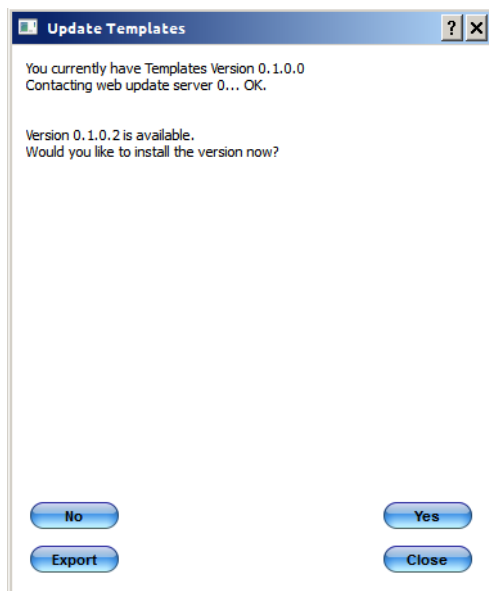 Update Templates
You currently have Templates Version 0.1.0.0
Contacting web update server 0... OK.
Version 0.1.0.2 is available.
Would you like to install the version now?
No
Yes
Export
Close